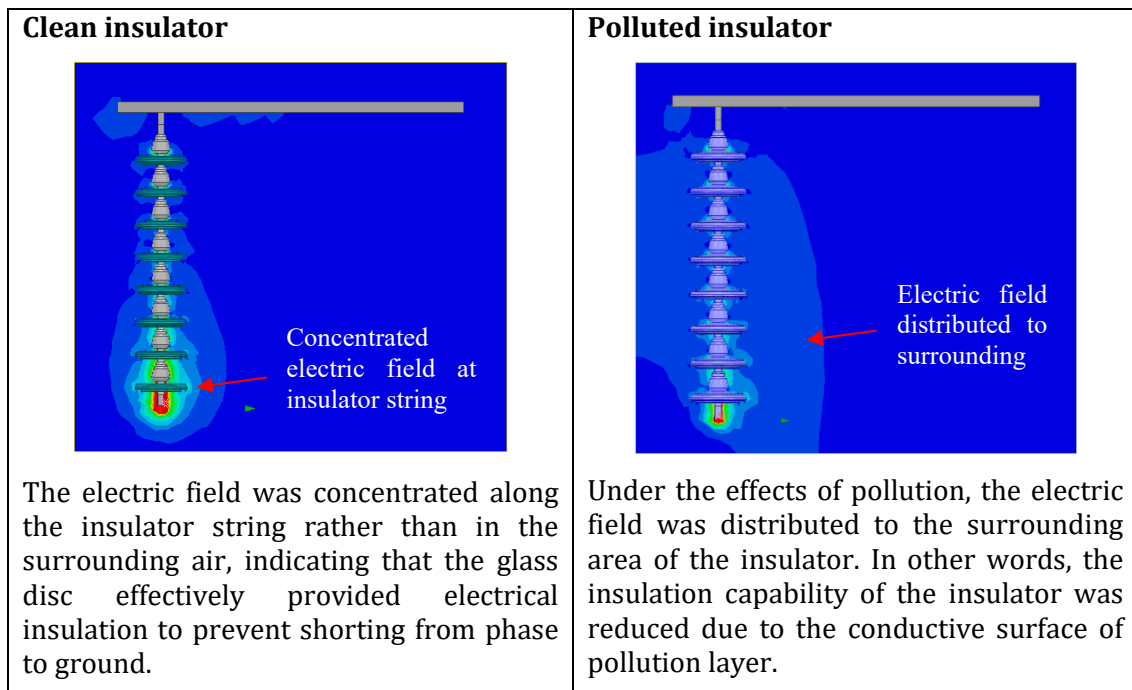 Clean insulator
Concentrated
electric field at
insulator string
The electric field was concentrated along
the insulator string rather than in the
surrounding air, indicating that the glass
disc effectively provided electrical
insulation to prevent shorting from phase
to ground.
Polluted insulator
Electric field
distributed to
surrounding
Under the effects of pollution, the electric
field was distributed to the surrounding
area of the insulator. In other words, the
insulation capability of the insulator was
reduced due to the conductive surface of
pollution layer.